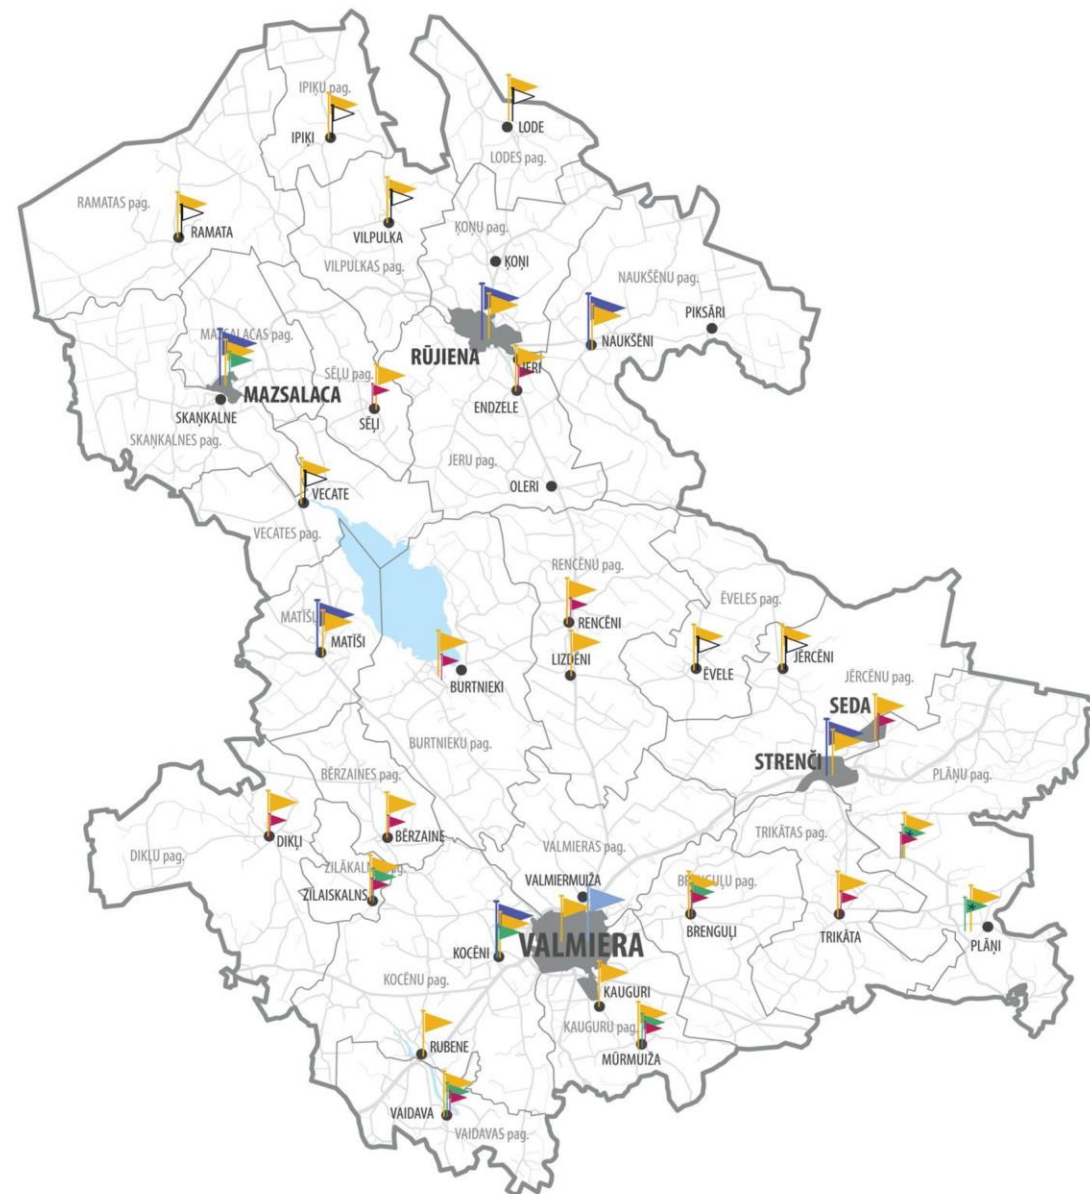 IPIĶU pag.
IPIĶI
LODE
LODES pag.
RAMATAS pag.
RAMATA
VILPULKA
VILPULKAS pag.
ĶOŅU pag.
ĶOŅI
NAUKŠĒNU pag.
PIKSĀRI
NAUKŠĒNI
RŪJIENA
MAZSALACAS pag.
MAZSALACA
SKAŅKALNE
SKAŅKALNES pag.
SĒĻU pag.
SĒĻI
JERI
ENDZELE
JERU pag.
OLERI
VECATE
VECATES pag.
RENCĒNU pag.
RENCĒNI
LIZDĒNI
ĒVELES pag.
ĒVELE
JĒRCĒNI
JĒRCĒNU pag.
MATĪŠI
BURTNIEKI
BURTNIEKU pag.
SEDA
STRENČI
PLĀŅU pag.
BĒRZAINES pag.
BĒRZAINE
DIKĻI
DIKĻU pag.
ZILAISKALNS
VALMIERAS pag.
VALMIERMUIŽA
TRIKĀTAS pag.
TRIKĀTA
BRENGUĻI
PLĀŅI
KOCĒNI
VALMIERA
KOCĒNU pag.
KAUGURI
KAUGURU pag.
MŪRMUIŽA
RUBENE
VAIDAVA
VAIDAVAS pag.